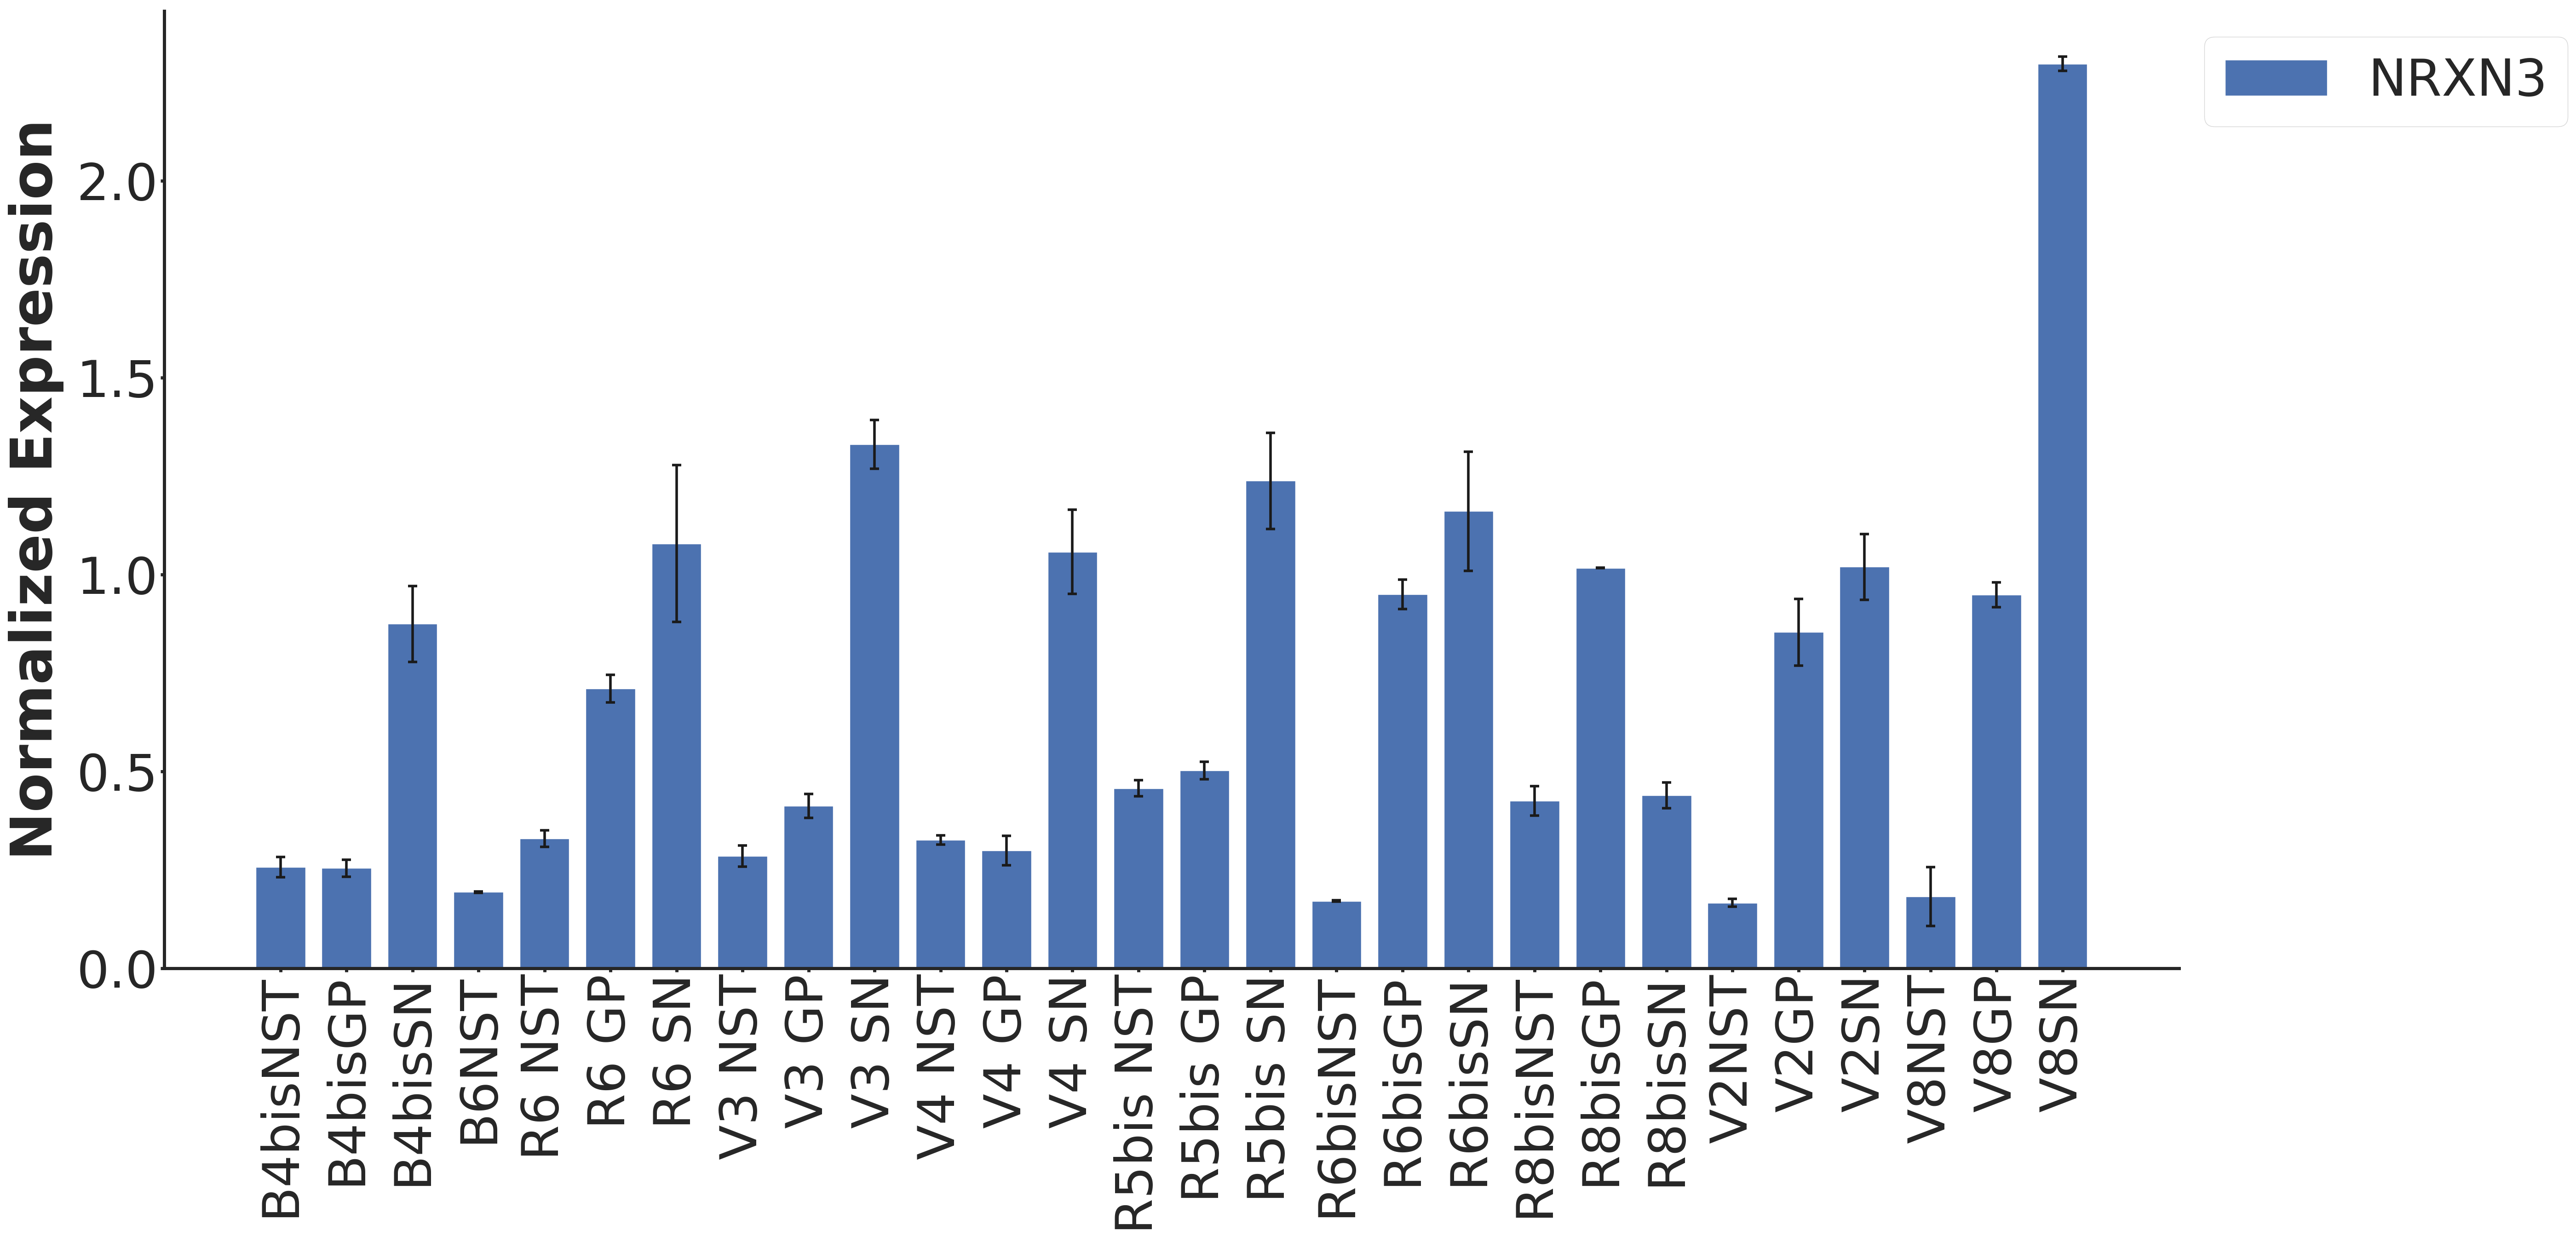 NRXN3
Normalized Expression
2.0
1.5
1.0
0.5
0.0
B4bisNST
B4bisGP
B4bisSN
B6NST
R6 NST
R6 GP
R6 SN
V3 NST
V3 GP
V3 SN
V4 NST
V4 GP
V4 SN
R5bis NST
R5bis GP
R5bis SN
R6bisNST
R6bisGP
R6bisSN
R8bisNST
R8bisGP
R8bisSN
V2NST
V2GP
V2SN
V8NST
V8GP
V8SN